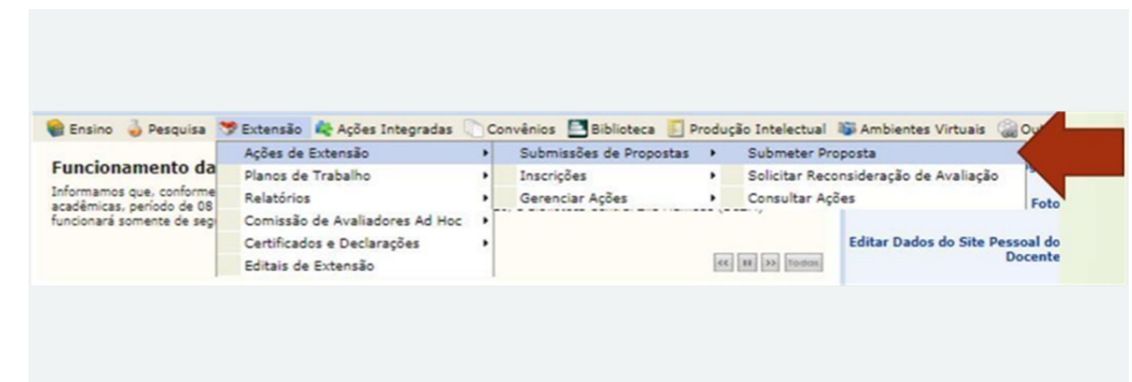 Ensino Pesquisa Extensão Ações Integradas Convênios Biblioteca Produção Intelectual Ambientes Virtuais
Ações de Extensão Submissões de Propostas Submeter Proposta
Funcionamento da Planos de Trabalho Inscrições Solicitar Reconsideração de Avaliação
Informamos que, conforme Relatórios Gerenciar Ações Consultar Ações
acadêmicas, período de 08 Foto
funcionará somente de Comissão de Avaliadores Ad Hoc
Certificados e Declarações Editar Dados do Site Pessoal do
Editais de Extensão << >> Todas Docente